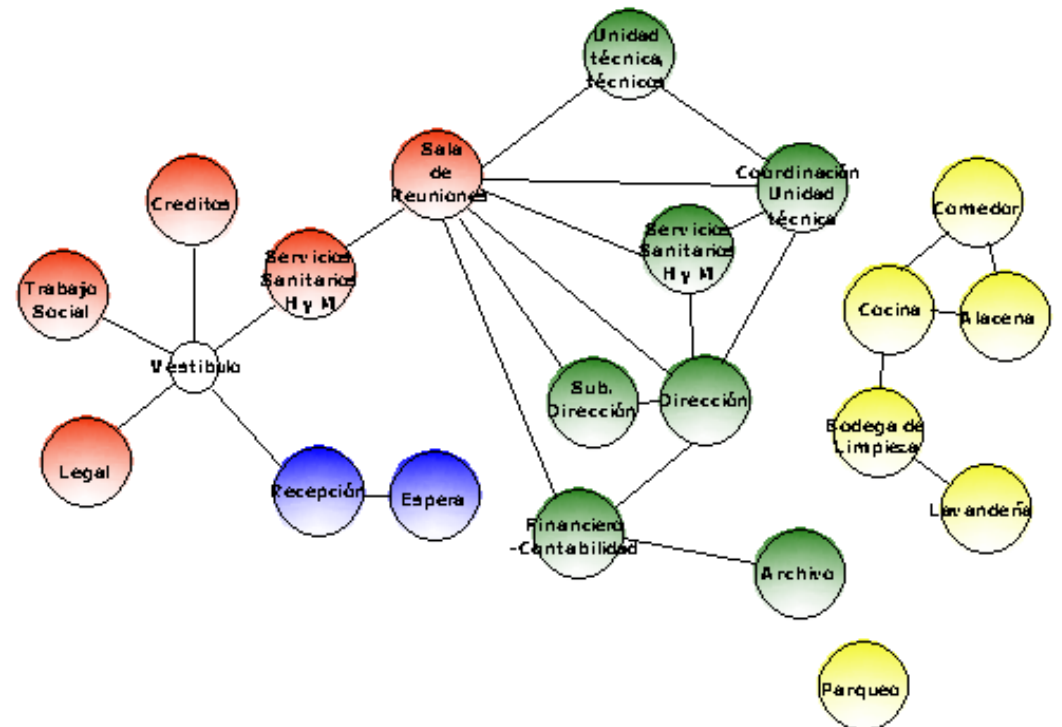 Unidad
técnica,
técnicos
Sala
de
Reuniones
Coordinación
Unidad
técnica
Creditos
Comedor
Servicios
Sanitarios
H y M
Servicios
Sanitarios
H y M
Trabajo
Social
Cocina
Alacena
Vestibulo
Sub.
Dirección
Dirección
Bodega de
Limpieza
Legal
Recepción
Espera
Lavandería
Financiero
-Contabilidad
Archivo
Parqueo